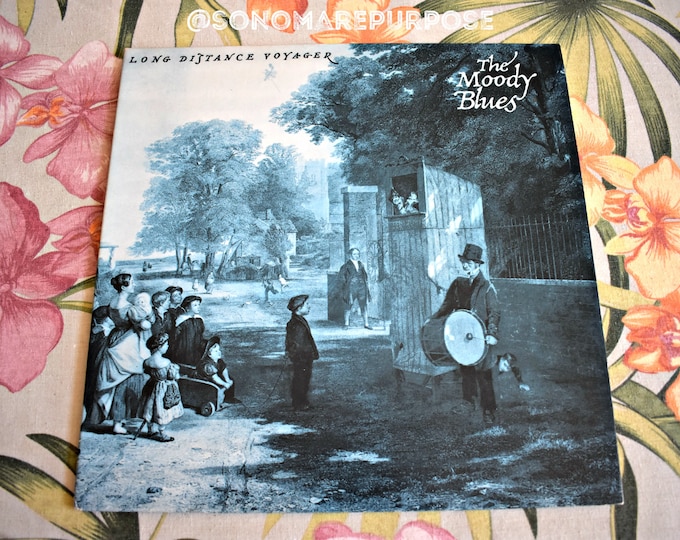 @SONOMAREPURPOSE
LONG DISTANCE VOYAGER
The
Moody
Blues